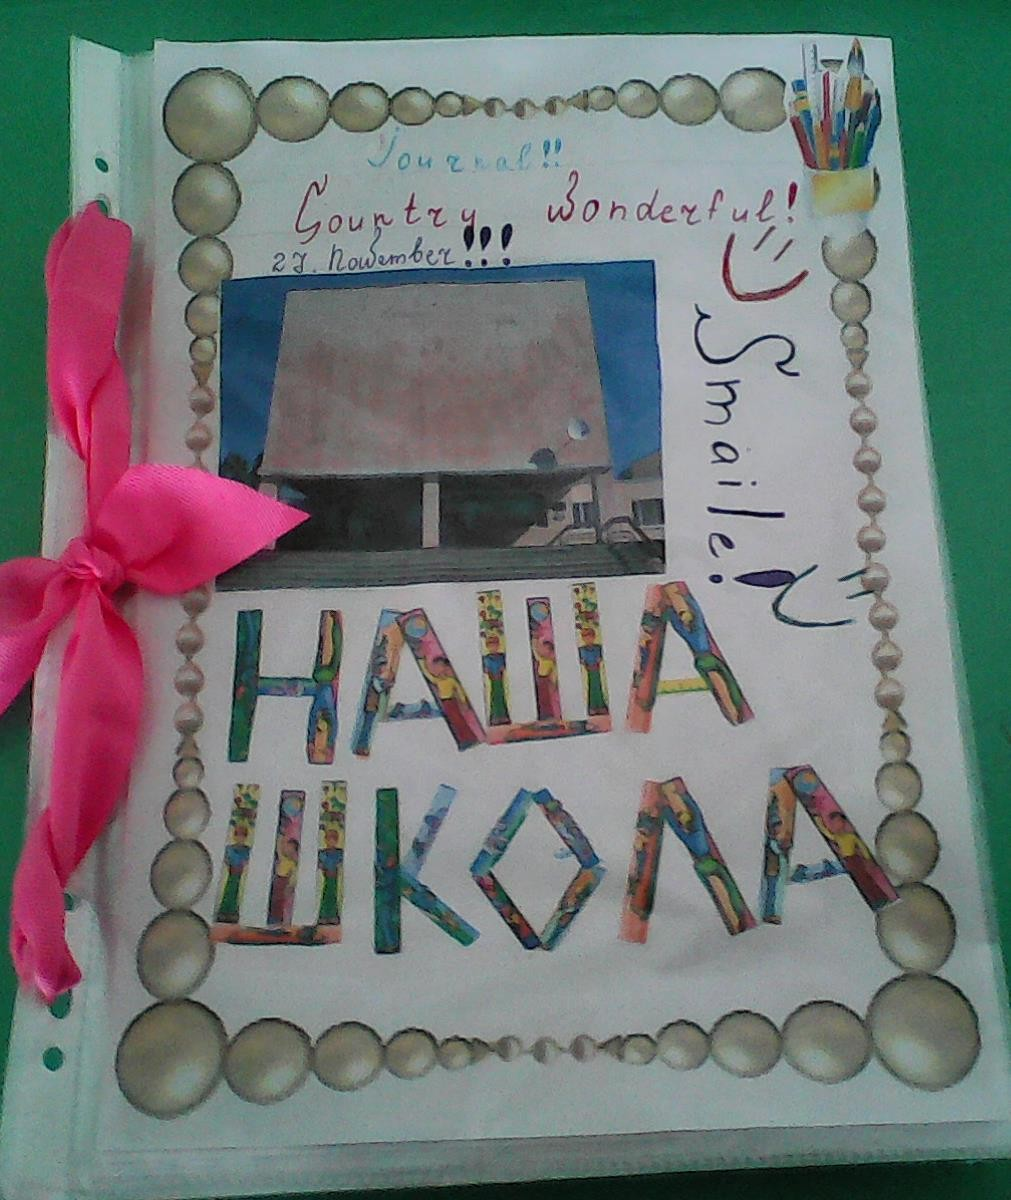 Journal!!
Country Wonderful!
27. November!!!
Smaile!
НАША
ШКОЛА